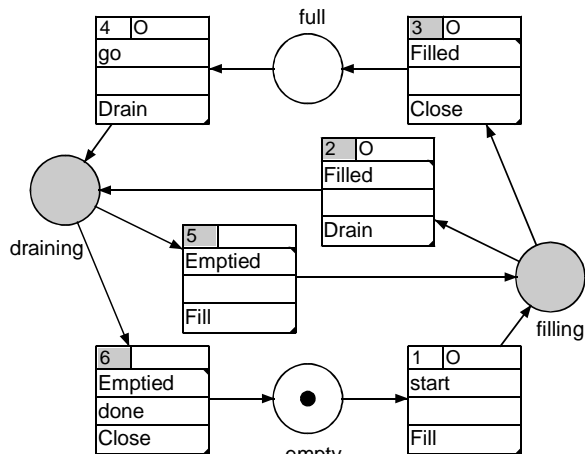 full
4 O
go
Drain
3 O
Filled
Close
2 O
Filled
Drain
draining
5
Emptied
Fill
filling
6
Emptied
done
Close
1 O
start
Fill
empty